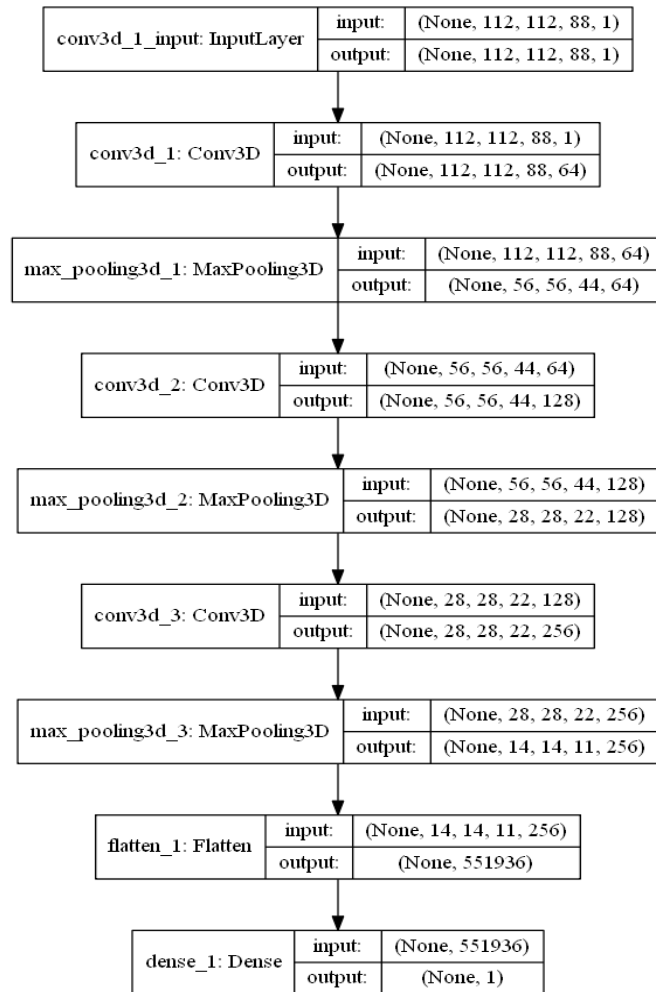 conv3d_1_input: InputLayer
input: (None, 112, 112, 88, 1)
output: (None, 112, 112, 88, 1)
conv3d_1: Conv3D
input: (None, 112, 112, 88, 1)
output: (None, 112, 112, 88, 64)
max_pooling3d_1: MaxPooling3D
input: (None, 112, 112, 88, 64)
output: (None, 56, 56, 44, 64)
conv3d_2: Conv3D
input: (None, 56, 56, 44, 64)
output: (None, 56, 56, 44, 128)
max_pooling3d_2: MaxPooling3D
input: (None, 56, 56, 44, 128)
output: (None, 28, 28, 22, 128)
conv3d_3: Conv3D
input: (None, 28, 28, 22, 128)
output: (None, 28, 28, 22, 256)
max_pooling3d_3: MaxPooling3D
input: (None, 28, 28, 22, 256)
output: (None, 14, 14, 11, 256)
flatten_1: Flatten
input: (None, 14, 14, 11, 256)
output: (None, 551936)
dense_1: Dense
input: (None, 551936)
output: (None, 1)